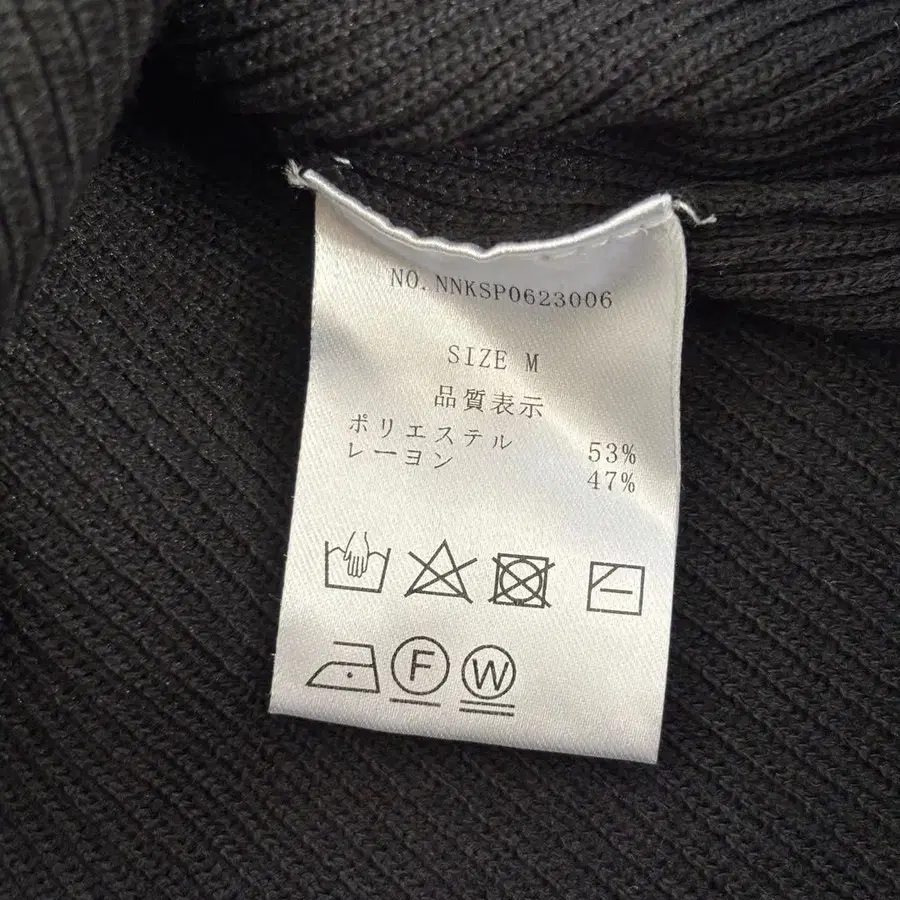 NO. NNKSP0623006
SIZE M
品質表示
ポリエステル 53%
レーヨン 47%
F W